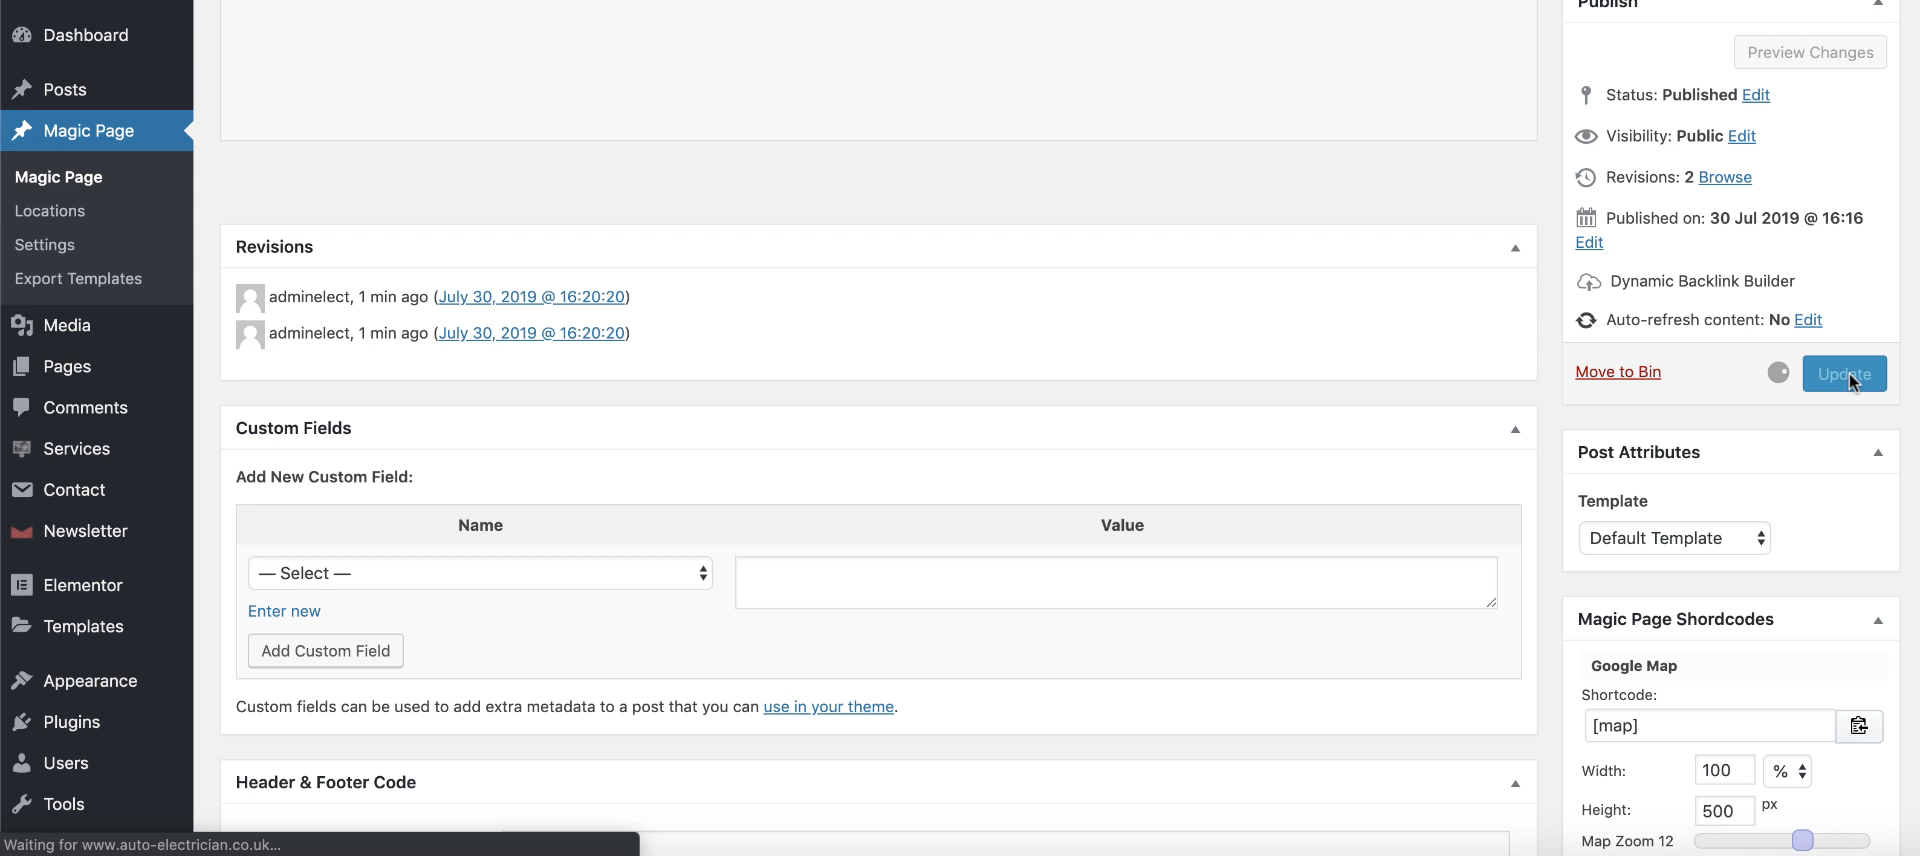 Dashboard
Posts
Magic Page
Magic Page
Locations
Settings
Export Templates
Media
Pages
Comments
Services
Contact
Newsletter
Elementor
Templates
Appearance
Plugins
Users
Tools
Waiting for www.auto-electrician.co.uk...
Revisions
adminelect, 1 min ago (July 30, 2019 @ 16:20:20)
adminelect, 1 min ago (July 30, 2019 @ 16:20:20)
Custom Fields
Add New Custom Field:
Name Value
— Select —
Enter new
Add Custom Field
Custom fields can be used to add extra metadata to a post that you can use in your theme.
Header & Footer Code
Publish
Preview Changes
Status: Published Edit
Visibility: Public Edit
Revisions: 2 Browse
Published on: 30 Jul 2019 @ 16:16
Edit
Dynamic Backlink Builder
Auto-refresh content: No Edit
Move to Bin Update
Post Attributes
Template
Default Template
Magic Page Shordcodes
Google Map
Shortcode:
[map]
Width: 100 %
Height: 500 px
Map Zoom 12